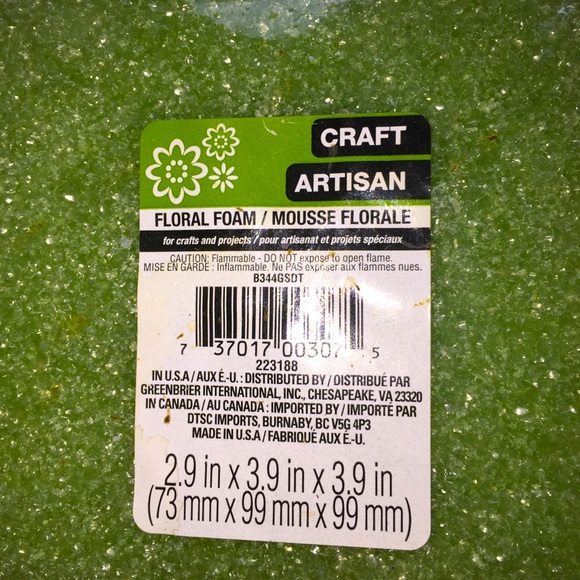 CRAFT
ARTISAN
FLORAL FOAM / MOUSSE FLORALE
for crafts and projects / pour artisanat et projets spéciaux
CAUTION: Flammable - DO NOT expose to open flame.
MISE EN GARDE : Inflammable. Ne PAS exposer aux flammes nues.
B344GSDT
7 37017 00307 5
223188
IN U.S.A / AUX É.-U. : DISTRIBUTED BY / DISTRIBUÉ PAR
GREENBRIER INTERNATIONAL, INC., CHESAPEAKE, VA 23320
IN CANADA / AU CANADA : IMPORTED BY / IMPORTÉ PAR
DTSC IMPORTS, BURNABY, BC V5G 4P3
MADE IN U.S.A / FABRIQUÉ AUX É.-U.
2.9 in x 3.9 in x 3.9 in
(73 mm x 99 mm x 99 mm)